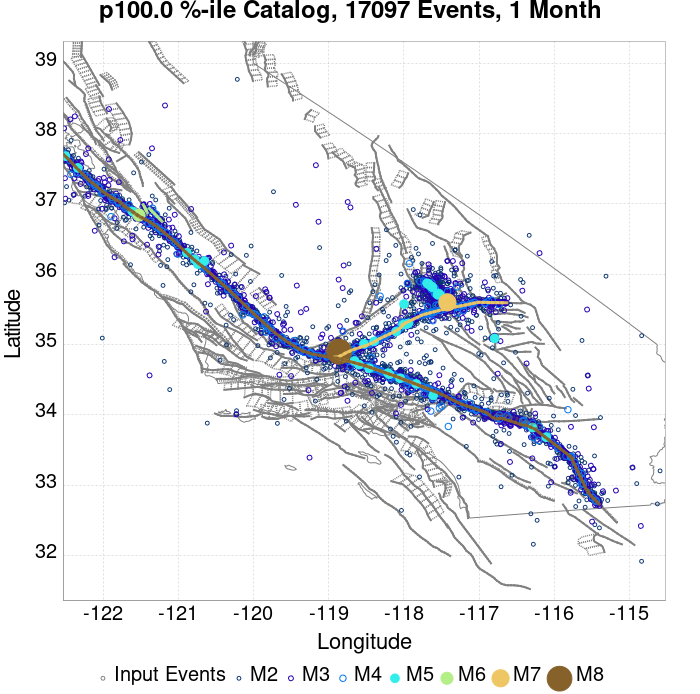 p100.0 %-ile Catalog, 17097 Events, 1 Month
39
38
37
36
35
34
33
32
Latitude
-122 -121 -120 -119 -118 -117 -116 -115
Longitude
Input Events M2 M3 M4 M5 M6 M7 M8